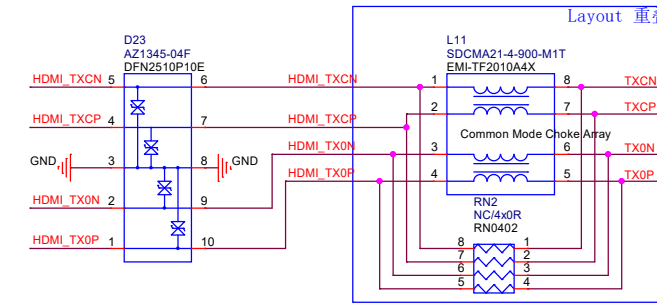 Layout 重
D23
AZ1345-04F
DFN2510P10E
L11
SDCMA21-4-900-M1T
EMI-TF2010A4X
HDMI_TXCN 5 6 HDMI_TXCN 1 8 TXCN
HDMI_TXCP 4 7 HDMI_TXCP 2 7 TXCP
Common Mode Choke Array
GND 3 8 GND HDMI_TX0N 3 6 TX0N
HDMI_TX0P 4 5 TX0P
HDMI_TX0N 2 9
HDMI_TX0P 1 10
RN2
NC/4x0R
RN0402
8 1
7 2
6 3
5 4